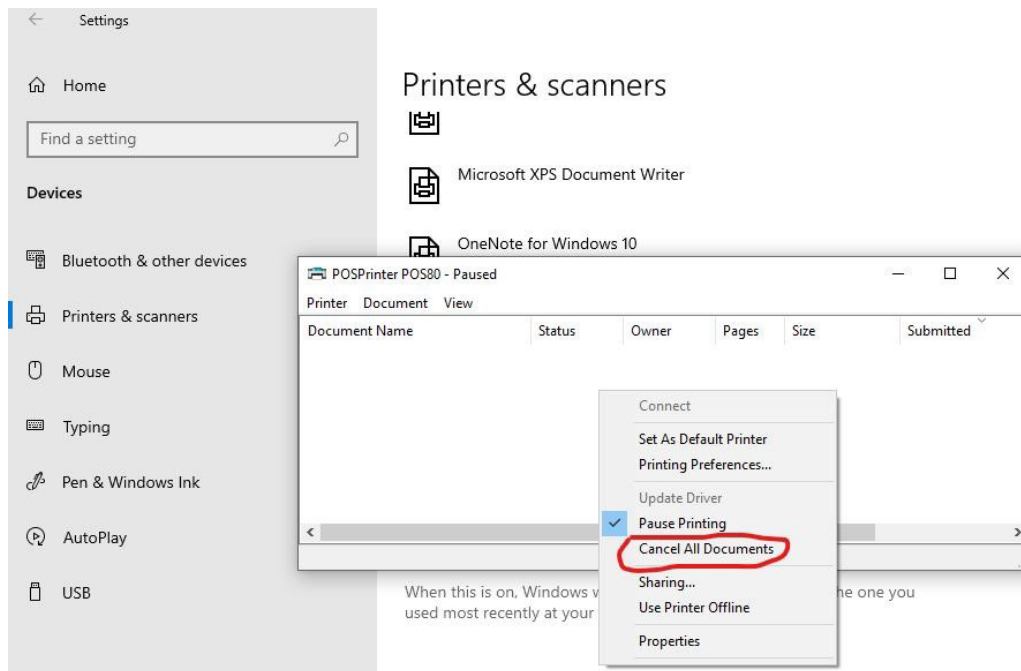 Settings
Home
Find a setting
Devices
Bluetooth & other devices
Printers & scanners
Mouse
Typing
Pen & Windows Ink
AutoPlay
USB
Printers & scanners
Microsoft XPS Document Writer
OneNote for Windows 10
POSPrinter POS80 - Paused
Printer Document View
Document Name Status Owner Pages Size Submitted
Connect
Set As Default Printer
Printing Preferences...
Update Driver
Pause Printing
Cancel All Documents
Sharing...
Use Printer Offline
Properties
When this is on, Windows he one you
used most recently at your